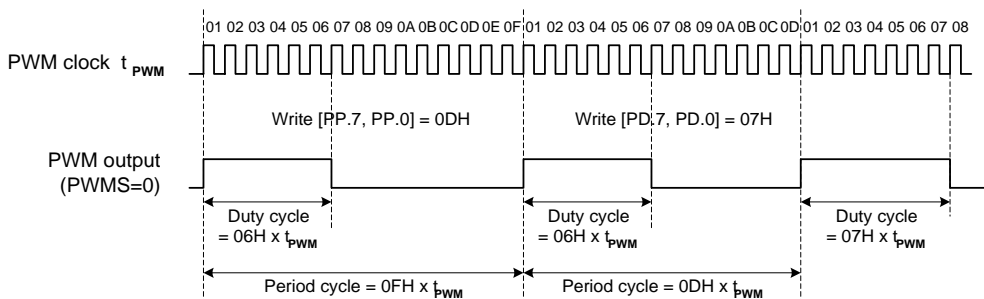 01 02 03 04 05 06 07 08 09 0A 0B 0C 0D 0E 0F 01 02 03 04 05 06 07 08 09 0A 0B 0C 0D 01 02 03 04 05 06 07 08
PWM clock t PWM
Write [PP.7, PP.0] = 0DH Write [PD.7, PD.0] = 07H
PWM output
(PWMS=0)
Duty cycle
= 06H x tPWM
Duty cycle
= 06H x tPWM
Duty cycle
= 07H x tPWM
Period cycle = 0FH x tPWM Period cycle = 0DH x tPWM